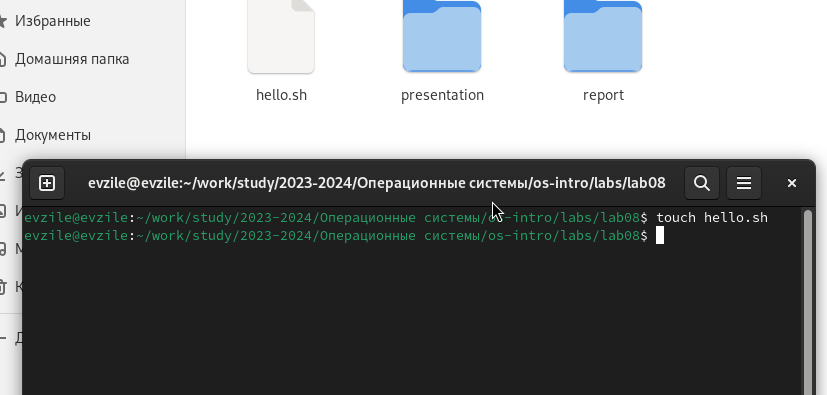 Избранные
Домашняя папка
Видео
Документы
hello.sh
presentation
report
evzile@evzile:~/work/study/2023-2024/Операционные системы/os-intro/labs/lab08
evzile@evzile:~/work/study/2023-2024/Операционные системы/os-intro/labs/lab08$ touch hello.sh
evzile@evzile:~/work/study/2023-2024/Операционные системы/os-intro/labs/lab08$